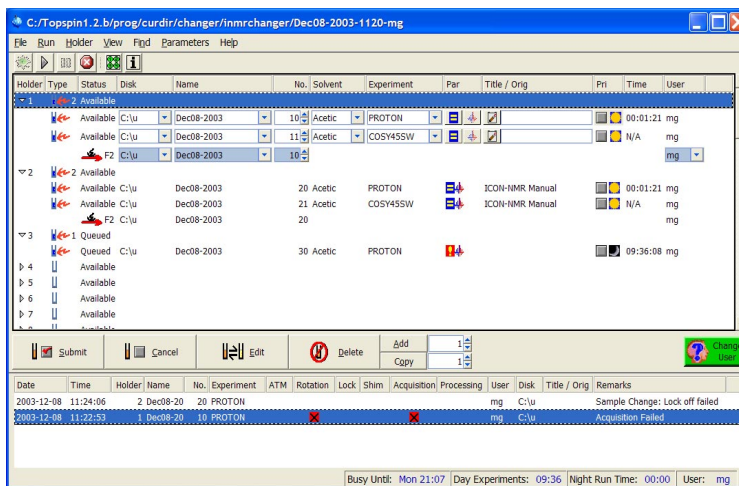 C:/Topspin1.2.b/prog/curdir/changer/inmrchanger/Dec08-2003-1120-mg
File Run Holder View Find Parameters Help
Holder Type Status Disk Name No. Solvent Experiment Par Title / Orig Pri Time User
1 2 Available
Available C:\u Dec08-2003 10 Acetic PROTON 00:01:21 mg
Available C:\u Dec08-2003 11 Acetic COSY45SW N/A mg
F2 C:\u Dec08-2003 10 mg
2 2 Available
Available C:\u Dec08-2003 20 Acetic PROTON ICON-NMR Manual 00:01:21 mg
Available C:\u Dec08-2003 21 Acetic COSY45SW ICON-NMR Manual N/A mg
F2 C:\u Dec08-2003 20 mg
3 1 Queued
Queued C:\u Dec08-2003 30 Acetic PROTON 09:36:08 mg
4 Available
5 Available
6 Available
7 Available
Submit Cancel Edit Delete Add 1 Change User
Copy 1
Date Time Holder Name No. Experiment ATM Rotation Lock Shim Acquisition Processing User Disk Title / Orig Remarks
2003-12-08 11:24:06 2 Dec08-20 20 PROTON mg C:\u Sample Change: Lock off failed
2003-12-08 11:22:53 1 Dec08-20 10 PROTON mg C:\u Acquisition Failed
Busy Until: Mon 21:07 Day Experiments: 09:36 Night Run Time: 00:00 User: mg